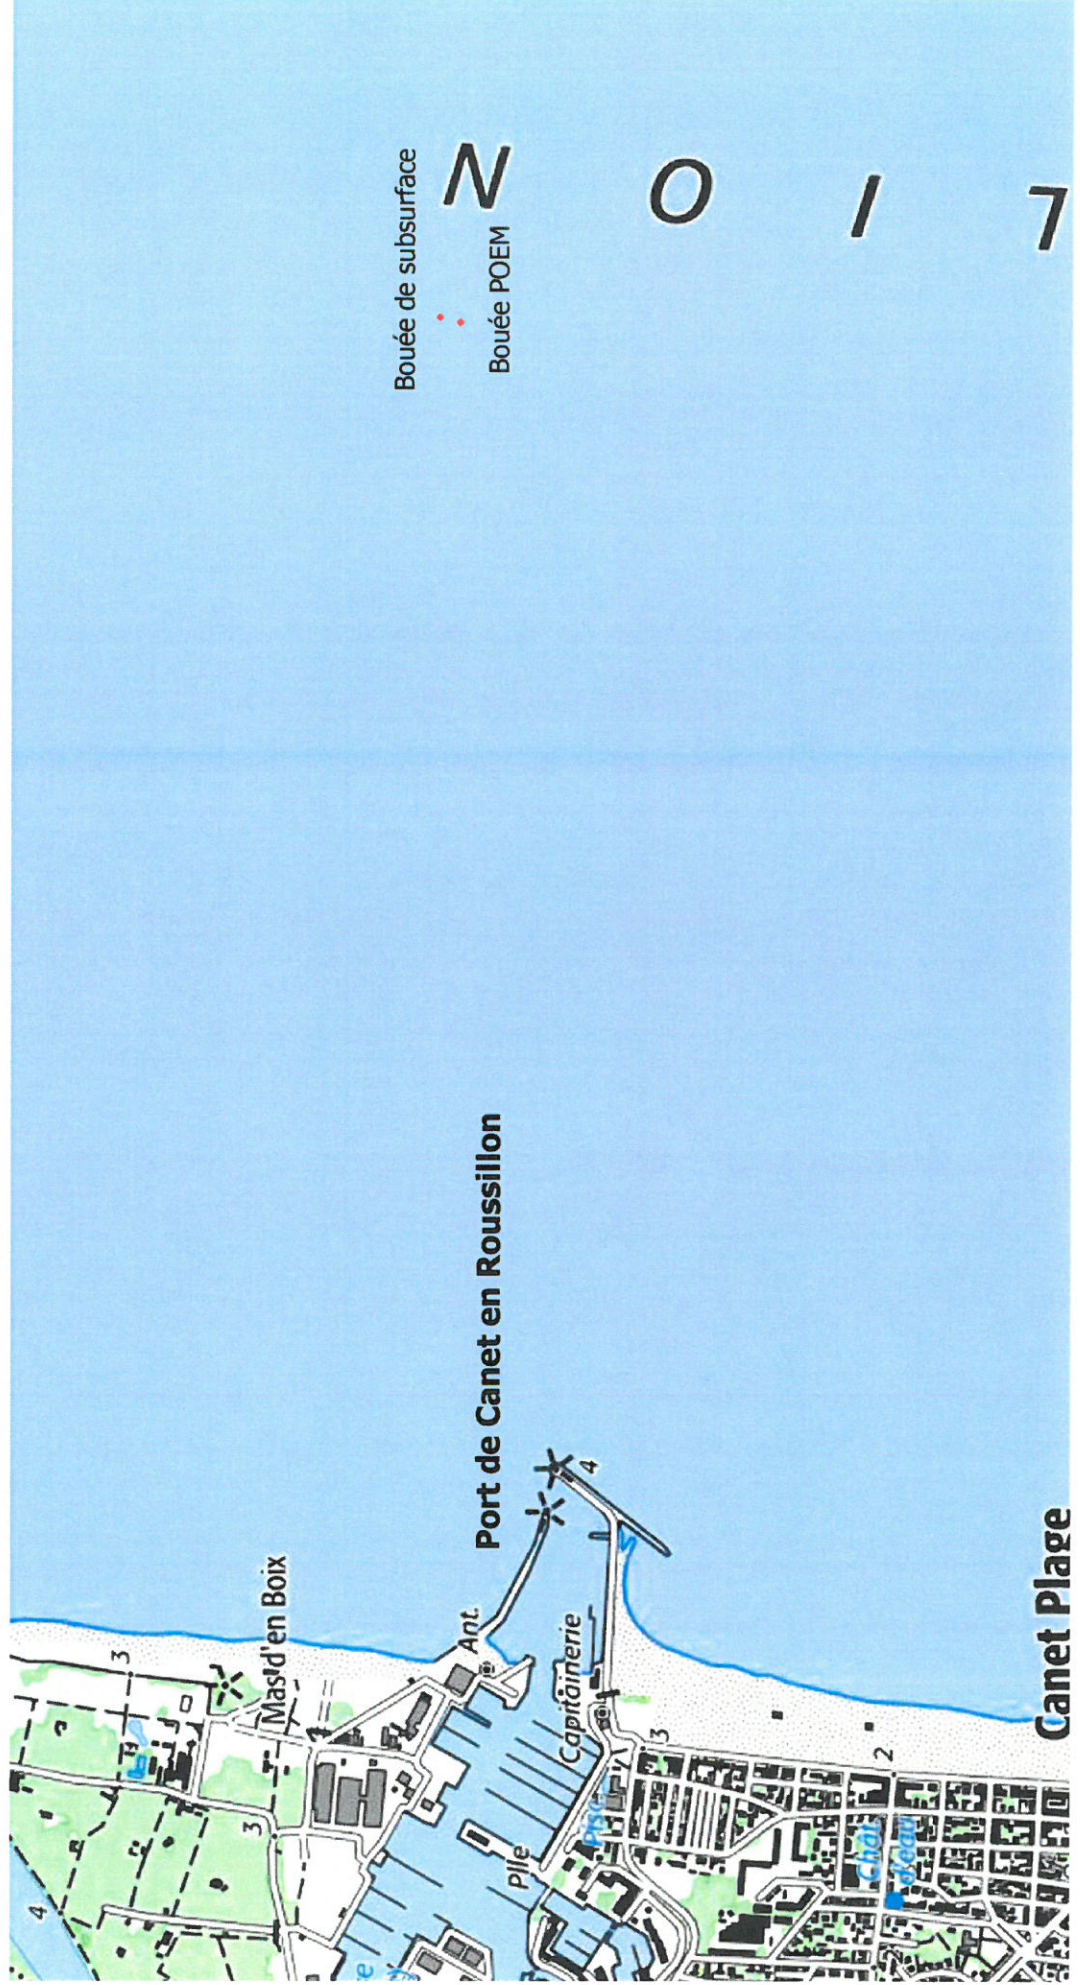 4
3
3
Mas d'en Boix
Ant.
Port de Canet en Roussillon
Bouée de subsurface
Bouée POEM
L I O N
4
Capitainerie
Plle
Pisc.
3
2
2
Chât.
d'eau
Canet Plage